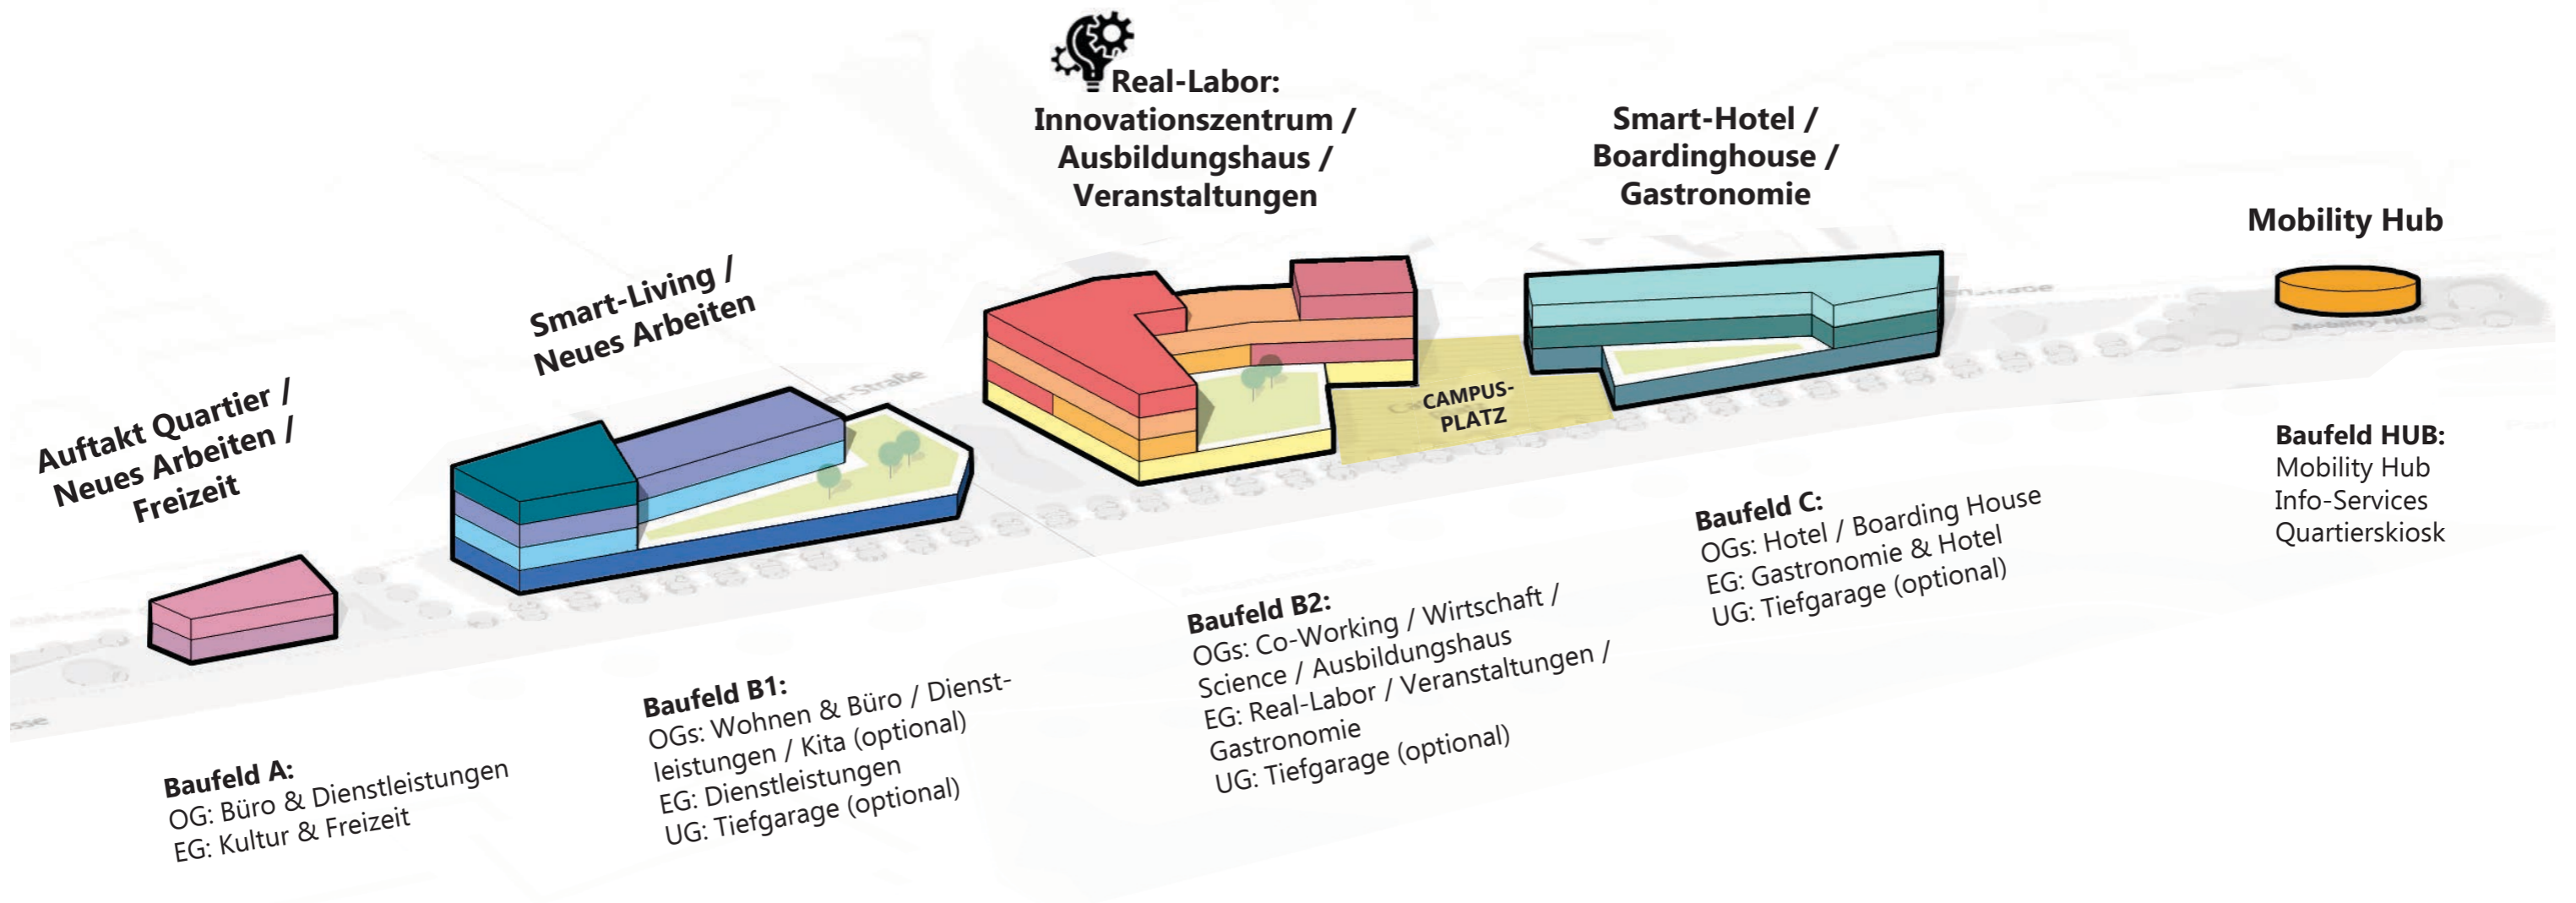 Real-Labor:
Innovationszentrum /
Ausbildungshaus /
Veranstaltungen
Smart-Hotel /
Boardinghouse /
Gastronomie
Mobility Hub
Smart-Living /
Neues Arbeiten
Auftakt Quartier /
Neues Arbeiten /
Freizeit
er-Straße
CAMPUS-
PLATZ
Mobility HUB
Baufeld HUB:
Mobility Hub
Info-Services
Quartierskiosk
Baufeld C:
OGs: Hotel / Boarding House
EG: Gastronomie & Hotel
UG: Tiefgarage (optional)
Baufeld B2:
OGs: Co-Working / Wirtschaft /
Science / Ausbildungshaus
EG: Real-Labor / Veranstaltungen /
Gastronomie
UG: Tiefgarage (optional)
Baufeld B1:
OGs: Wohnen & Büro / Dienst-
leistungen / Kita (optional)
EG: Dienstleistungen
UG: Tiefgarage (optional)
Baufeld A:
OG: Büro & Dienstleistungen
EG: Kultur & Freizeit